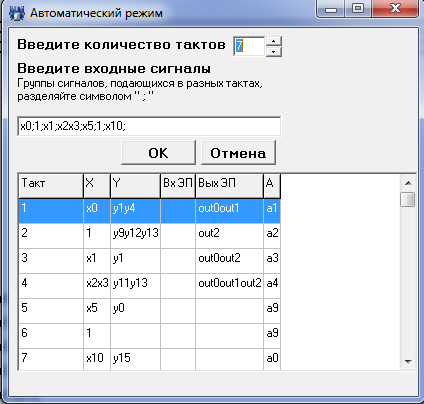 Автоматический режим
Введите количество тактов 7
Введите входные сигналы
Группы сигналов, подающихся в разных тактах,
разделяйте символом " ; "
x0;1;x1;x2x3;x5;1;x10;
OK Отмена
Такт X Y Вх ЭП Вых ЭП A
1 x0 y1y4 out0out1 a1
2 1 y9y12y13 out2 a2
3 x1 y1 out0out2 a3
4 x2x3 y11y13 out0out1out2 a4
5 x5 y0 a9
6 1 a9
7 x10 y15 a0